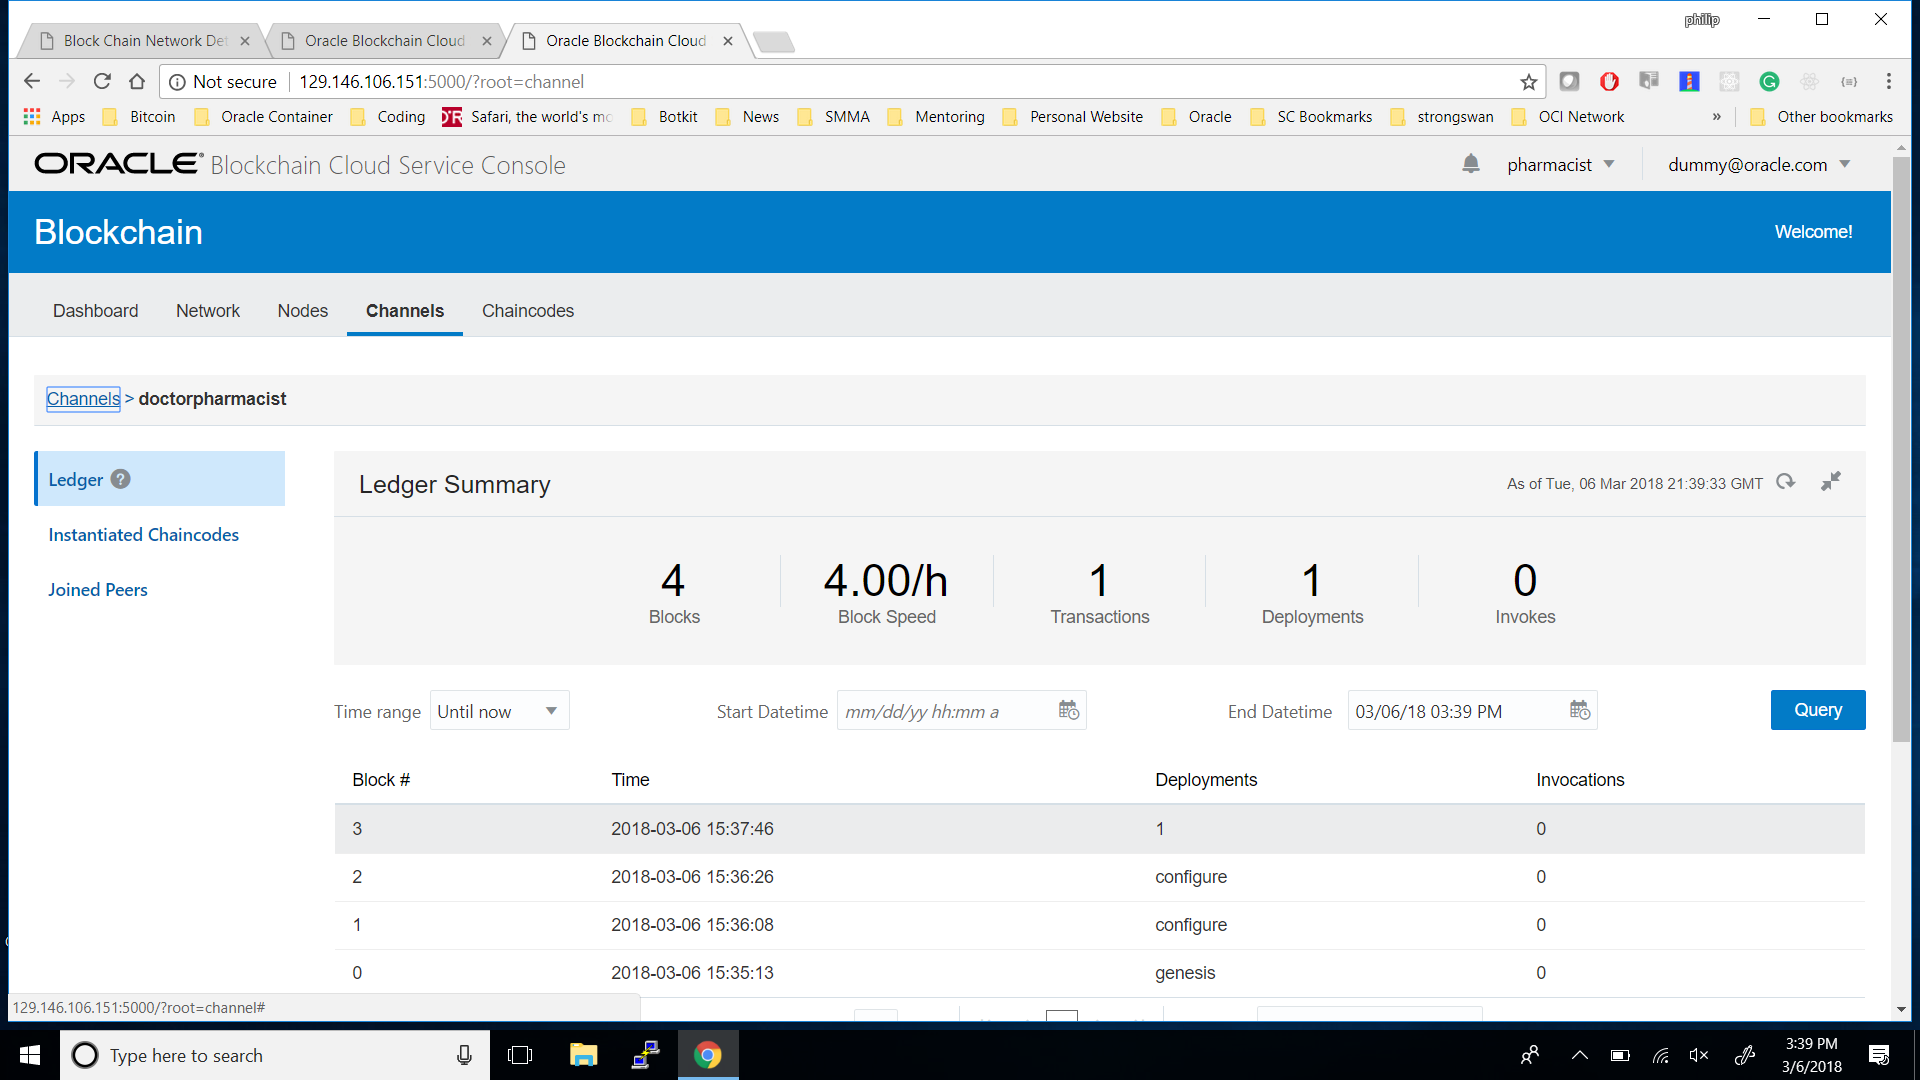 philip
Block Chain Network Det
Oracle Blockchain Cloud
Oracle Blockchain Cloud
Not secure 129.146.106.151:5000/?root=channel
Apps Bitcoin Oracle Container Coding Safari, the world's mo Botkit News SMMA Mentoring Personal Website Oracle SC Bookmarks strongswan OCI Network » Other bookmarks
ORACLE® Blockchain Cloud Service Console
pharmacist
dummy@oracle.com
Blockchain
Welcome!
Dashboard Network Nodes Channels Chaincodes
Channels > doctorpharmacist
Ledger ?
Instantiated Chaincodes
Joined Peers
Ledger Summary
As of Tue, 06 Mar 2018 21:39:33 GMT
4 4.00/h 1 1 0
Blocks Block Speed Transactions Deployments Invokes
Time range Until now Start Datetime mm/dd/yy hh:mm a End Datetime 03/06/18 03:39 PM Query
Block # Time Deployments Invocations
3 2018-03-06 15:37:46 1 0
2 2018-03-06 15:36:26 configure 0
1 2018-03-06 15:36:08 configure 0
0 2018-03-06 15:35:13 genesis 0
129.146.106.151:5000/?root=channel#
Type here to search
3:39 PM
3/6/2018